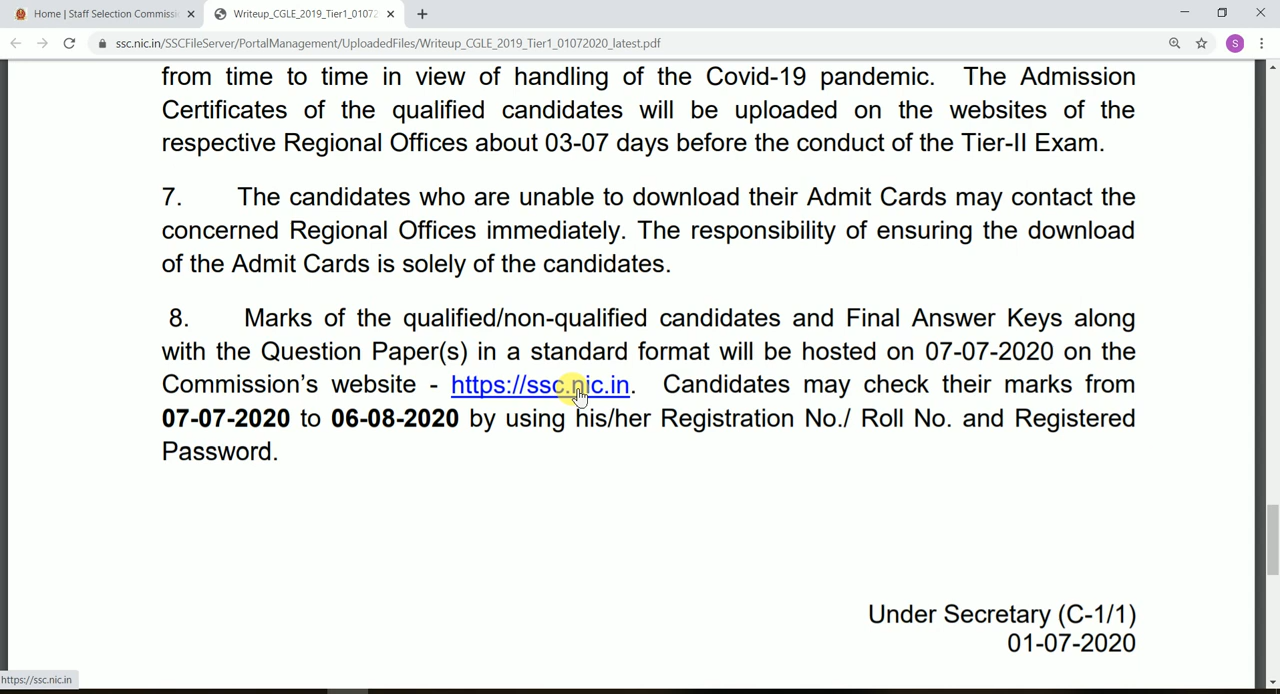 Home | Staff Selection Commissi
Writeup_CGLE_2019_Tier1_01072
ssc.nic.in/SSCFileServer/PortalManagement/UploadedFiles/Writeup_CGLE_2019_Tier1_01072020_latest.pdf
S
from time to time in view of handling of the Covid-19 pandemic. The Admission
Certificates of the qualified candidates will be uploaded on the websites of the
respective Regional Offices about 03-07 days before the conduct of the Tier-II Exam.
7. The candidates who are unable to download their Admit Cards may contact the
concerned Regional Offices immediately. The responsibility of ensuring the download
of the Admit Cards is solely of the candidates.
8. Marks of the qualified/non-qualified candidates and Final Answer Keys along
with the Question Paper(s) in a standard format will be hosted on 07-07-2020 on the
Commission’s website - https://ssc.nic.in. Candidates may check their marks from
07-07-2020 to 06-08-2020 by using his/her Registration No./ Roll No. and Registered
Password.
Under Secretary (C-1/1)
01-07-2020
https://ssc.nic.in